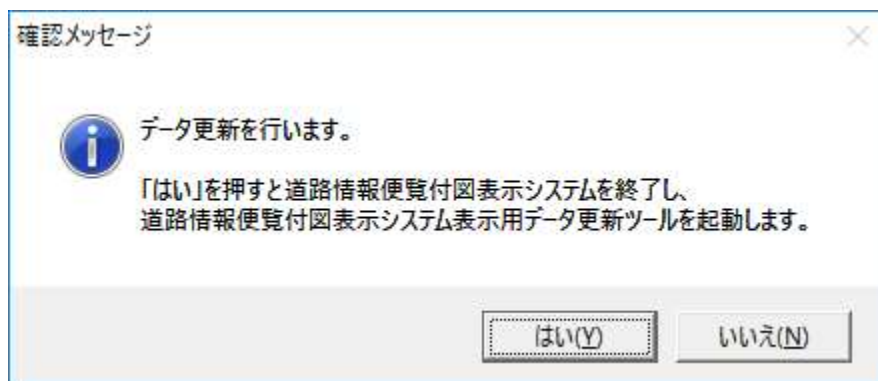 確認メッセージ
データ更新を行います。
「はい」を押すと道路情報便覧付図表示システムを終了し、
道路情報便覧付図表示システム表示用データ更新ツールを起動します。
はい(Y) いいえ(N)